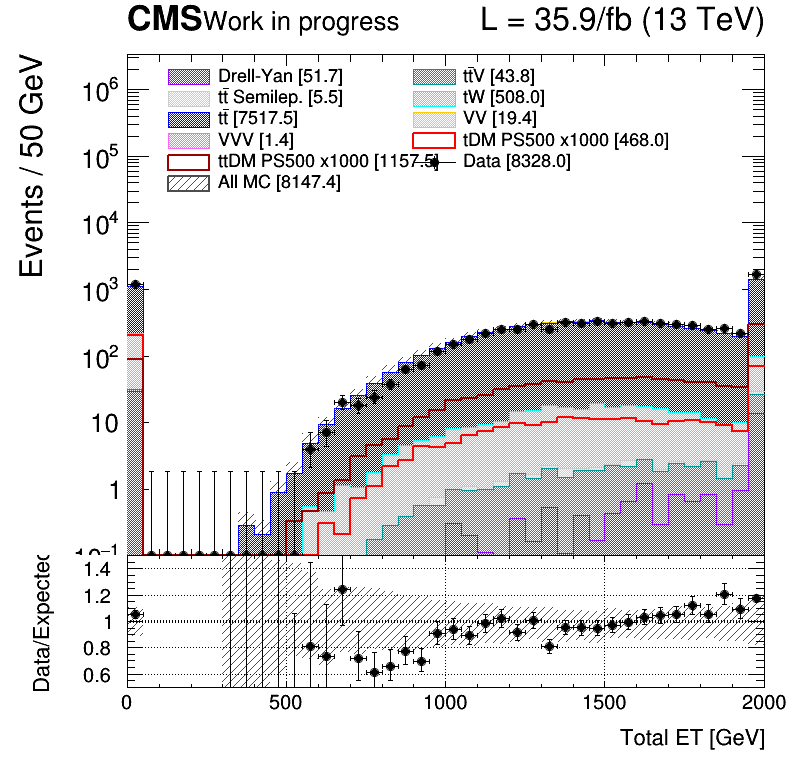 CMS Work in progress L = 35.9/fb (13 TeV)
Events / 50 GeV
Drell-Yan [51.7] tt̄V [43.8]
tt̄ Semilep. [5.5] tW [508.0]
tt̄ [7517.5] VV [19.4]
VVV [1.4] tDM PS500 x1000 [468.0]
ttDM PS500 x1000 [1157.5] Data [8328.0]
All MC [8147.4]
10⁶
10⁵
10⁴
10³
10²
10
1
10⁻¹
Data/Expected
1.4
1.2
1
0.8
0.6
0 500 1000 1500 2000
Total ET [GeV]